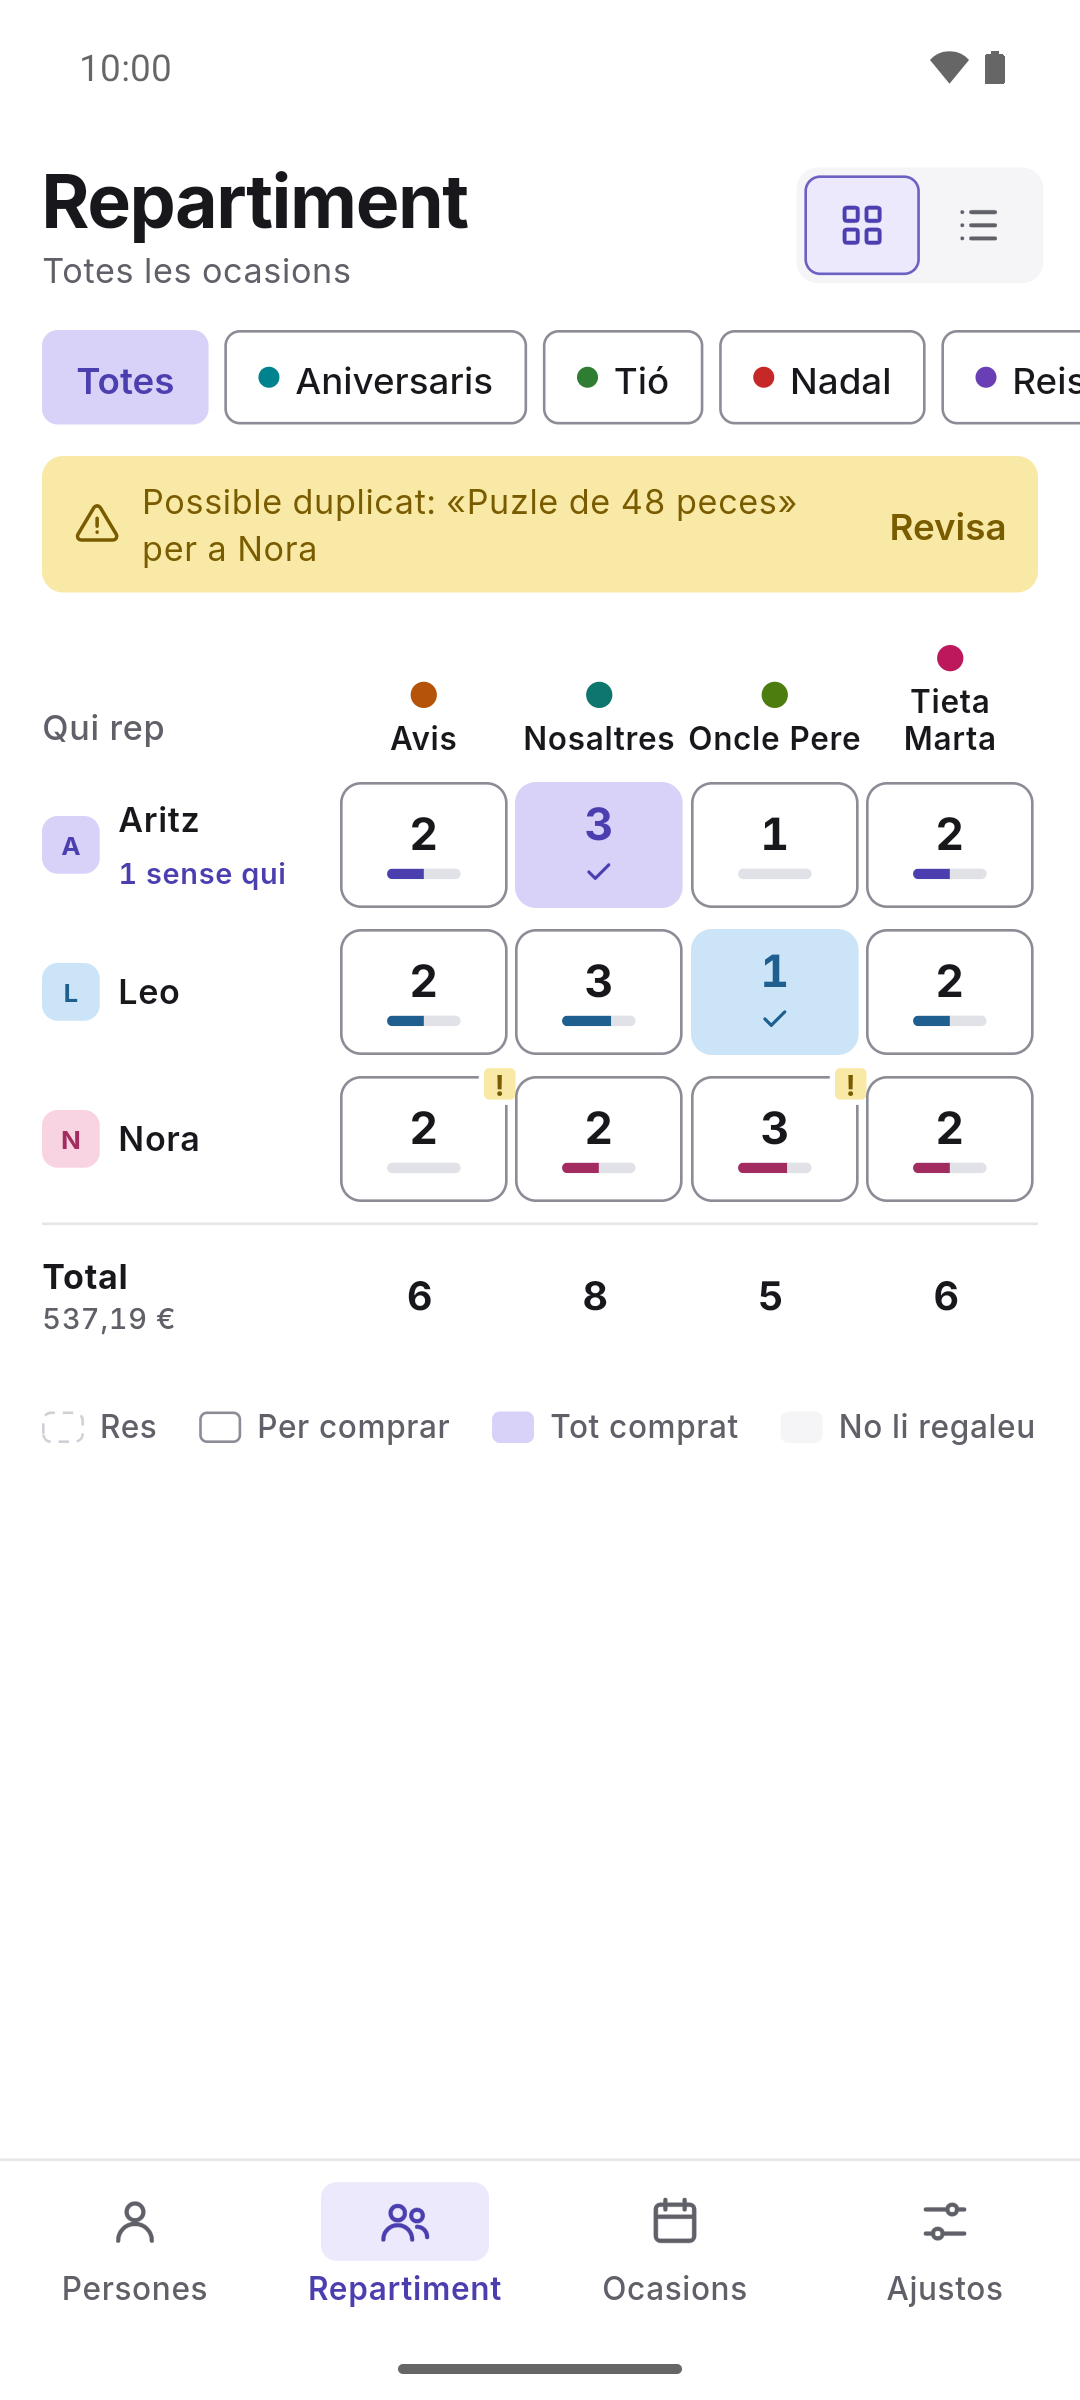 10:00
Repartiment
Totes les ocasions
Totes
Aniversaris
Tió
Nadal
Reis
Possible duplicat: «Puzle de 48 peces»
per a Nora
Revisa
Qui rep
Avis
Nosaltres
Oncle Pere
Tieta
Marta
A
Aritz
1 sense qui
2
3
1
2
L
Leo
2
3
1
2
N
Nora
2
!
2
3
!
2
Total
537,19 €
6
8
5
6
Res
Per comprar
Tot comprat
No li regaleu
Persones
Repartiment
Ocasions
Ajustos